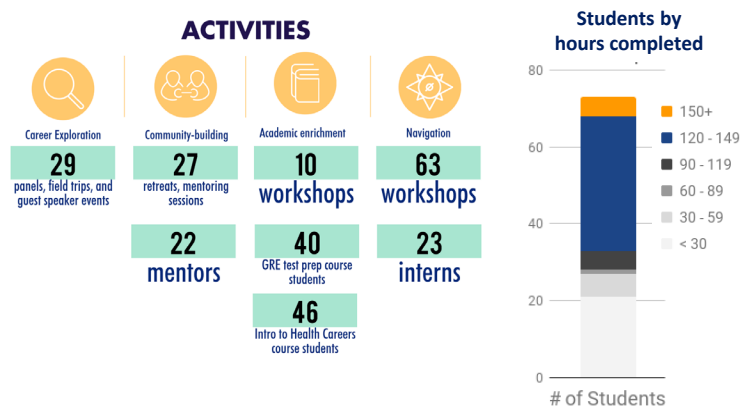 ACTIVITIES
Career Exploration
29
panels, field trips, and
guest speaker events
Community-building
27
retreats, mentoring
sessions
22
mentors
Academic enrichment
10
workshops
40
GRE test prep course
students
46
Intro to Health Careers
course students
Navigation
63
workshops
23
interns
Students by
hours completed
80
60
40
20
0
150+
120 - 149
90 - 119
60 - 89
30 - 59
< 30
# of Students